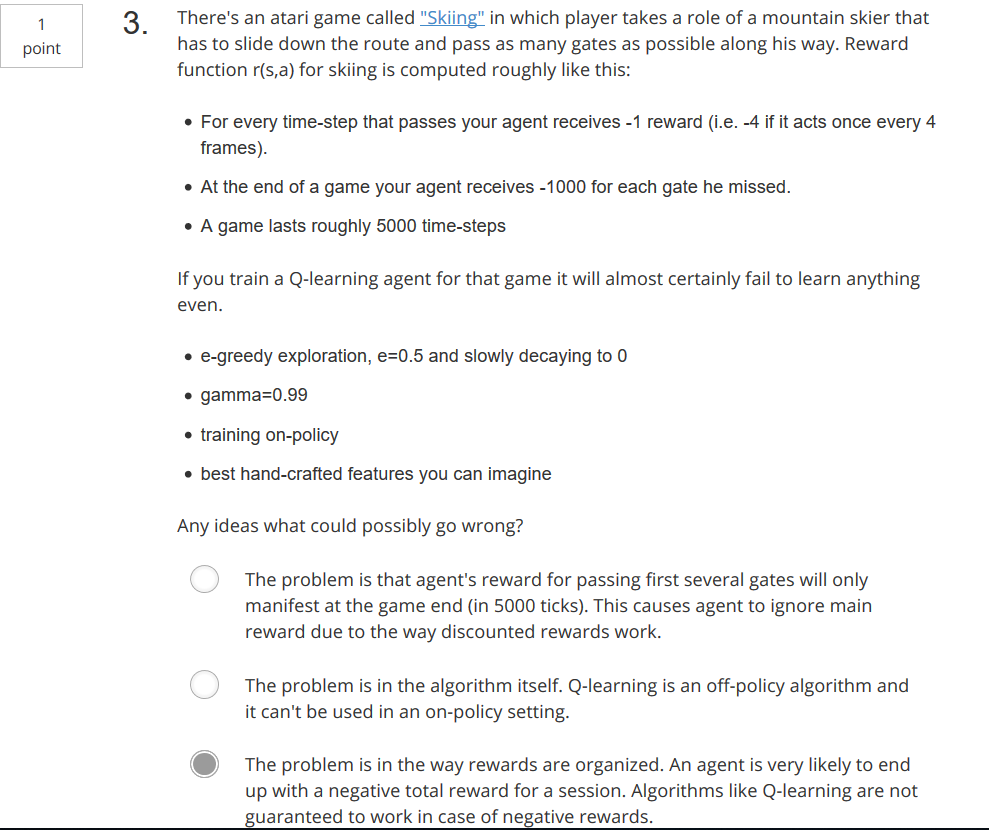 1
point
3.
There's an atari game called "Skiing" in which player takes a role of a mountain skier that
has to slide down the route and pass as many gates as possible along his way. Reward
function r(s,a) for skiing is computed roughly like this:
• For every time-step that passes your agent receives -1 reward (i.e. -4 if it acts once every 4
frames).
• At the end of a game your agent receives -1000 for each gate he missed.
• A game lasts roughly 5000 time-steps
If you train a Q-learning agent for that game it will almost certainly fail to learn anything
even.
• e-greedy exploration, e=0.5 and slowly decaying to 0
• gamma=0.99
• training on-policy
• best hand-crafted features you can imagine
Any ideas what could possibly go wrong?
The problem is that agent's reward for passing first several gates will only
manifest at the game end (in 5000 ticks). This causes agent to ignore main
reward due to the way discounted rewards work.
The problem is in the algorithm itself. Q-learning is an off-policy algorithm and
it can't be used in an on-policy setting.
The problem is in the way rewards are organized. An agent is very likely to end
up with a negative total reward for a session. Algorithms like Q-learning are not
guaranteed to work in case of negative rewards.